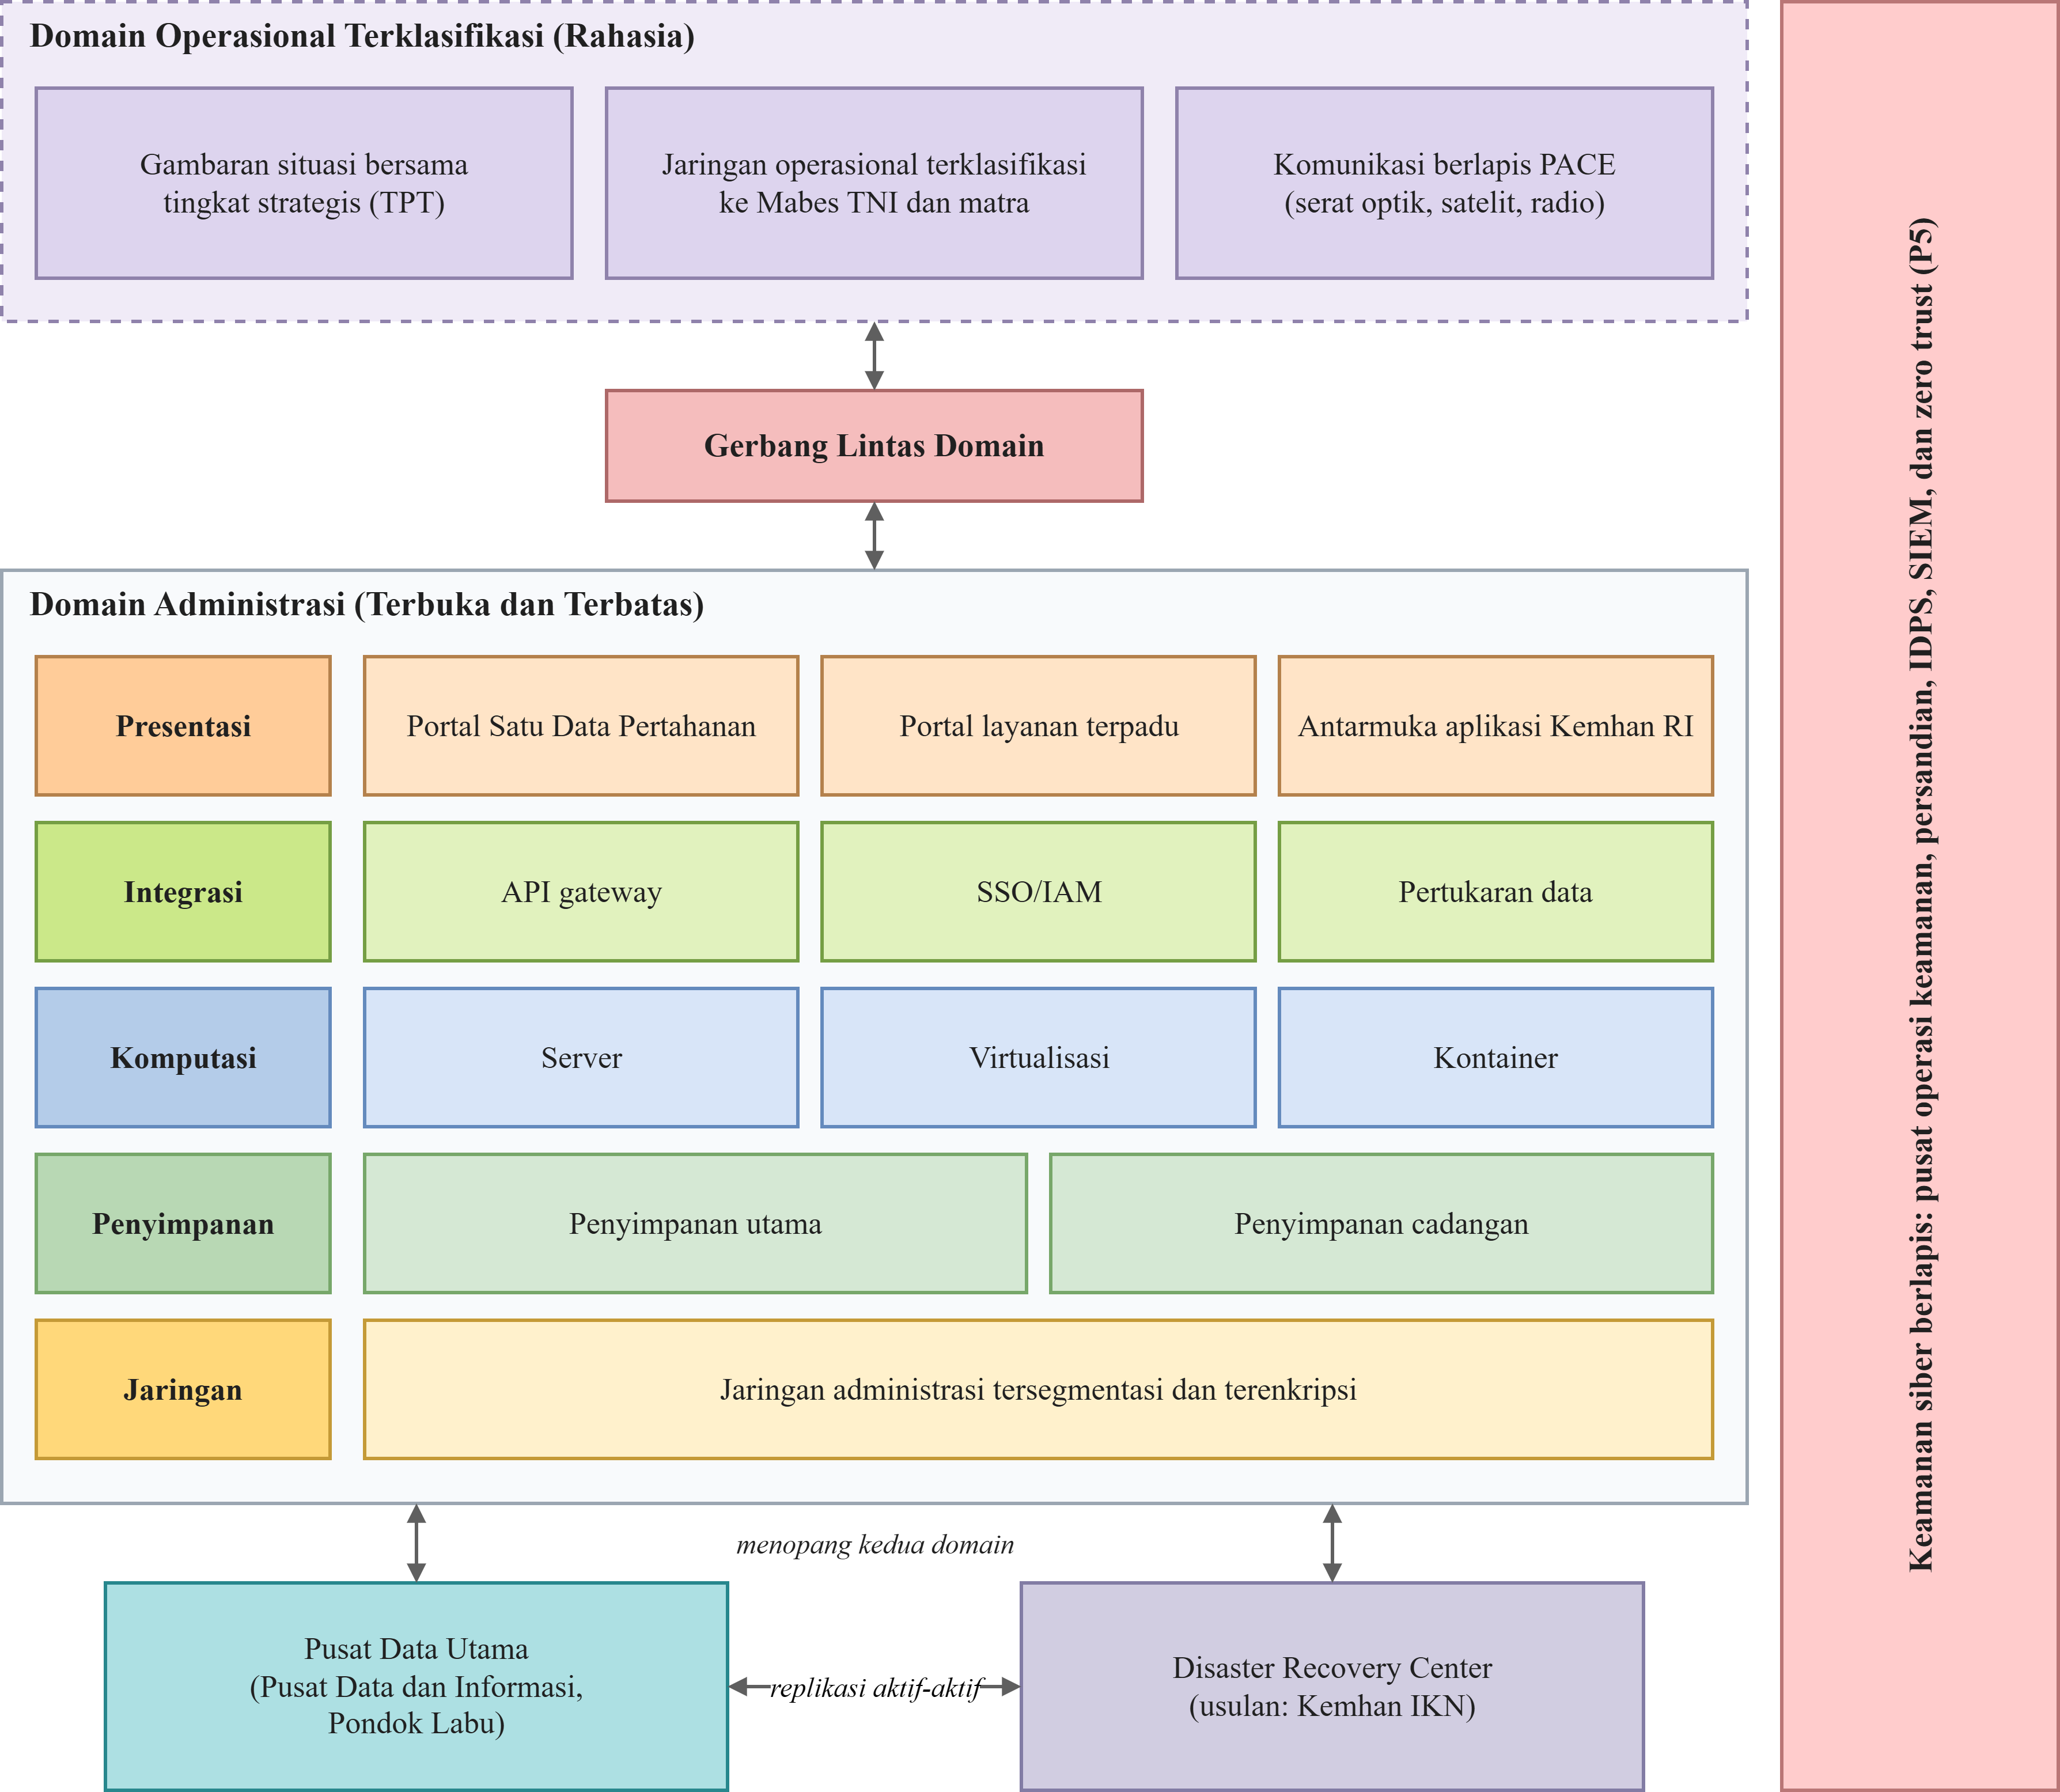 Domain Operasional Terklasifikasi (Rahasia)
Gambaran situasi bersama
tingkat strategis (TPT)
Jaringan operasional terklasifikasi
ke Mabes TNI dan matra
Komunikasi berlapis PACE
(serat optik, satelit, radio)
Gerbang Lintas Domain
Domain Administrasi (Terbuka dan Terbatas)
Presentasi
Portal Satu Data Pertahanan
Portal layanan terpadu
Antarmuka aplikasi Kemhan RI
Integrasi
API gateway
SSO/IAM
Pertukaran data
Komputasi
Server
Virtualisasi
Kontainer
Penyimpanan
Penyimpanan utama
Penyimpanan cadangan
Jaringan
Jaringan administrasi tersegmentasi dan terenkripsi
menopang kedua domain
Pusat Data Utama
(Pusat Data dan Informasi,
Pondok Labu)
replikasi aktif-aktif
Disaster Recovery Center
(usulan: Kemhan IKN)
Keamanan siber berlapis: pusat operasi keamanan, persandian, IDPS, SIEM, dan zero trust (P5)